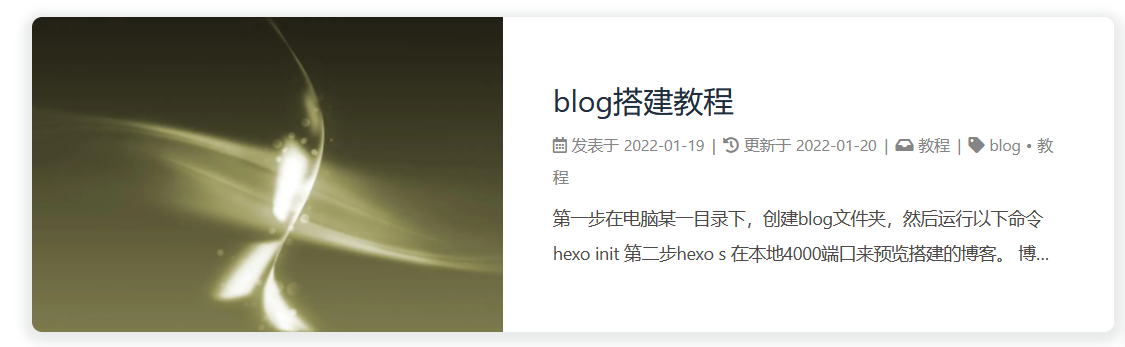 blog搭建教程
发表于 2022-01-19 | 更新于 2022-01-20 | 教程 | blog • 教
程
第一步在电脑某一目录下，创建blog文件夹，然后运行以下命令
hexo init 第二步hexo s 在本地4000端口来预览搭建的博客。 博...